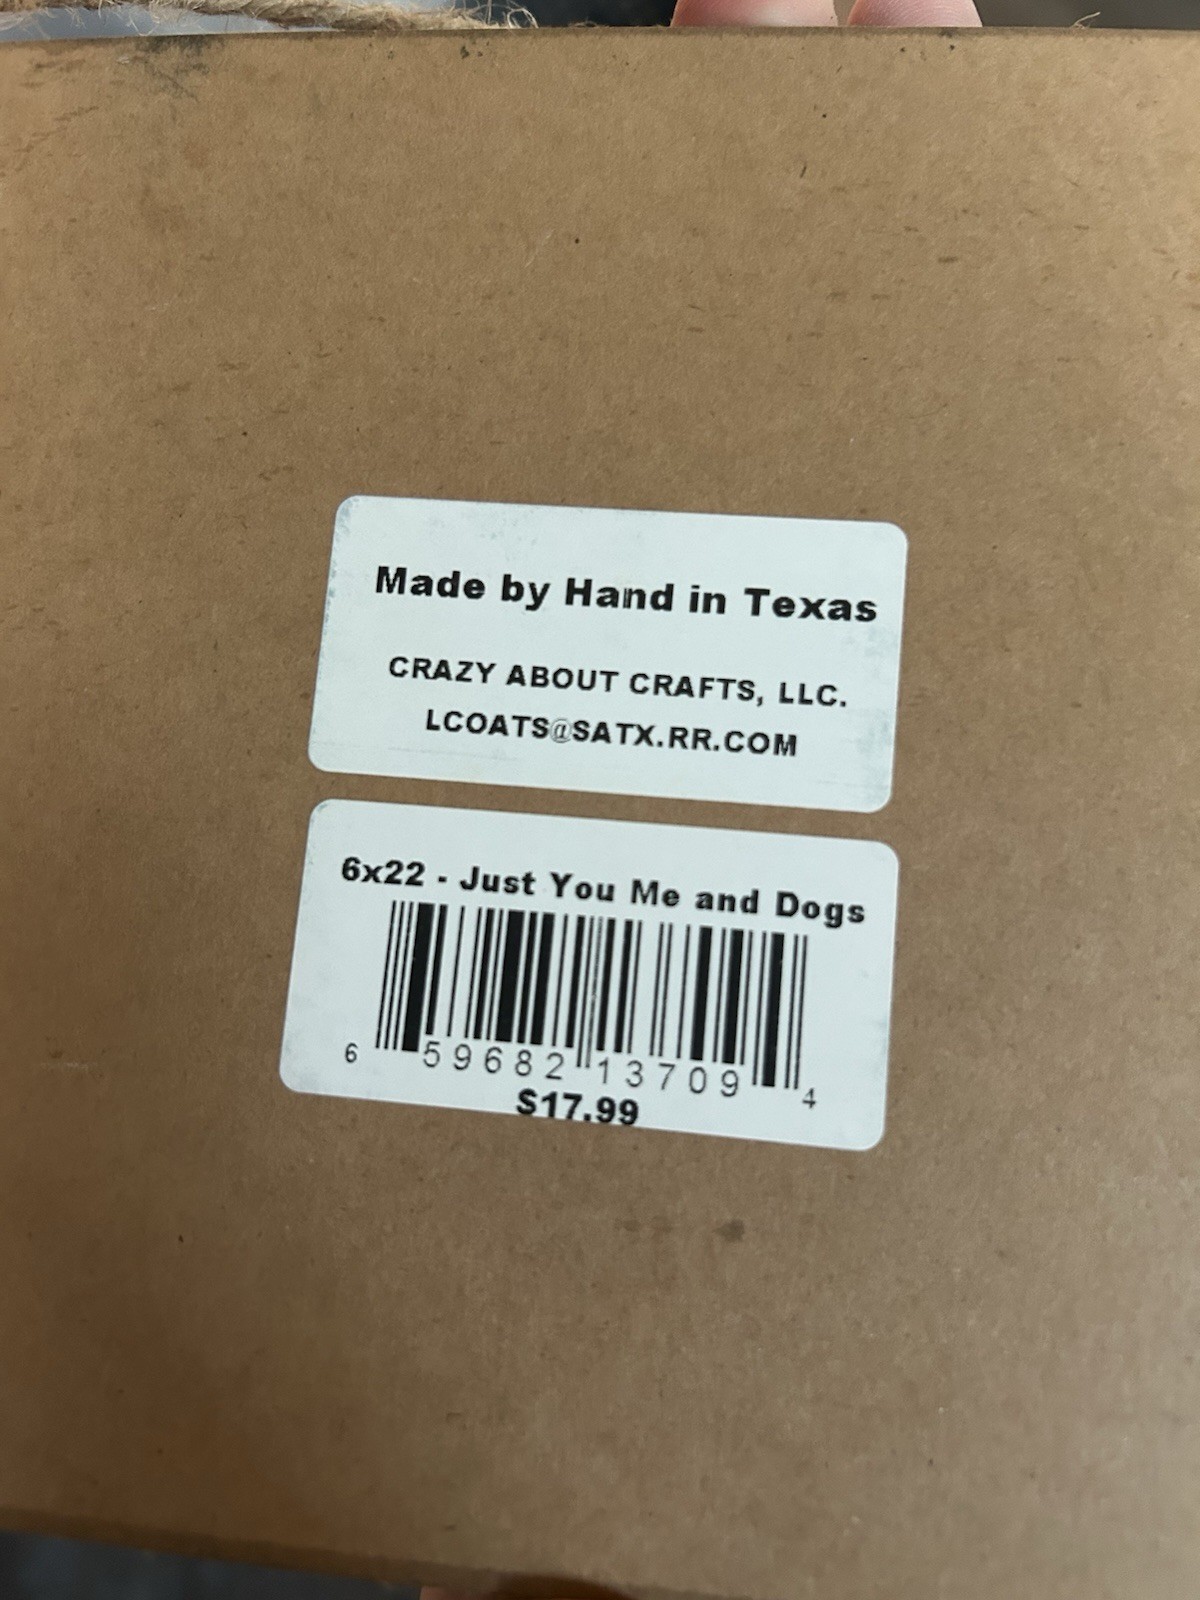 Made by Hand in Texas
CRAZY ABOUT CRAFTS, LLC.
LCOATS@SATX.RR.COM
6x22 - Just You Me and Dogs
6 59682 13709 4
$17.99